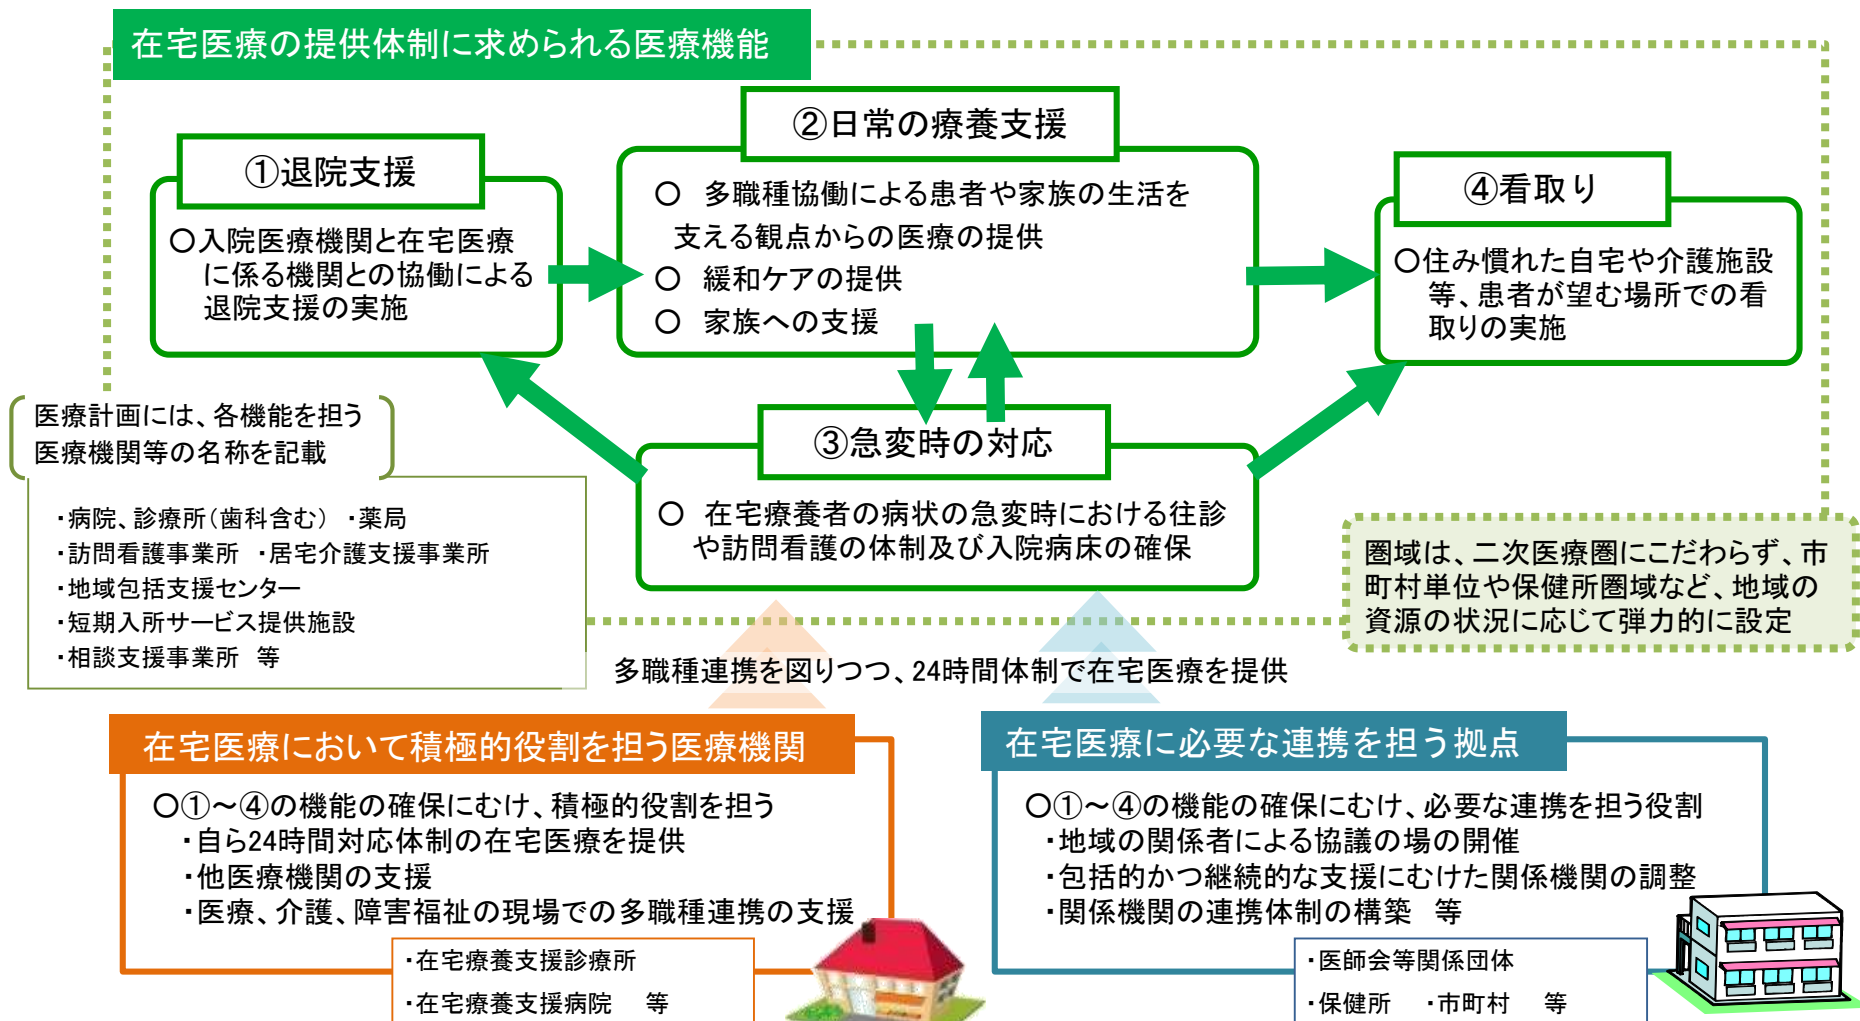 在宅医療の提供体制に求められる医療機能
①退院支援
〇入院医療機関と在宅医療
に係る機関との協働による
退院支援の実施
②日常の療養支援
〇 多職種協働による患者や家族の生活を
支える観点からの医療の提供
〇 緩和ケアの提供
〇 家族への支援
④看取り
〇住み慣れた自宅や介護施設
等、患者が望む場所での看
取りの実施
③急変時の対応
〇 在宅療養者の病状の急変時における往診
や訪問看護の体制及び入院病床の確保
医療計画には、各機能を担う
医療機関等の名称を記載
・病院、診療所（歯科含む） ・薬局
・訪問看護事業所 ・居宅介護支援事業所
・地域包括支援センター
・短期入所サービス提供施設
・相談支援事業所 等
圏域は、二次医療圏にこだわらず、市
町村単位や保健所圏域など、地域の
資源の状況に応じて弾力的に設定
多職種連携を図りつつ、24時間体制で在宅医療を提供
在宅医療において積極的役割を担う医療機関
〇①～④の機能の確保にむけ、積極的役割を担う
・自ら24時間対応体制の在宅医療を提供
・他医療機関の支援
・医療、介護、障害福祉の現場での多職種連携の支援
・在宅療養支援診療所
・在宅療養支援病院 等
在宅医療に必要な連携を担う拠点
〇①～④の機能の確保にむけ、必要な連携を担う役割
・地域の関係者による協議の場の開催
・包括的かつ継続的な支援にむけた関係機関の調整
・関係機関の連携体制の構築 等
・医師会等関係団体
・保健所 ・市町村 等